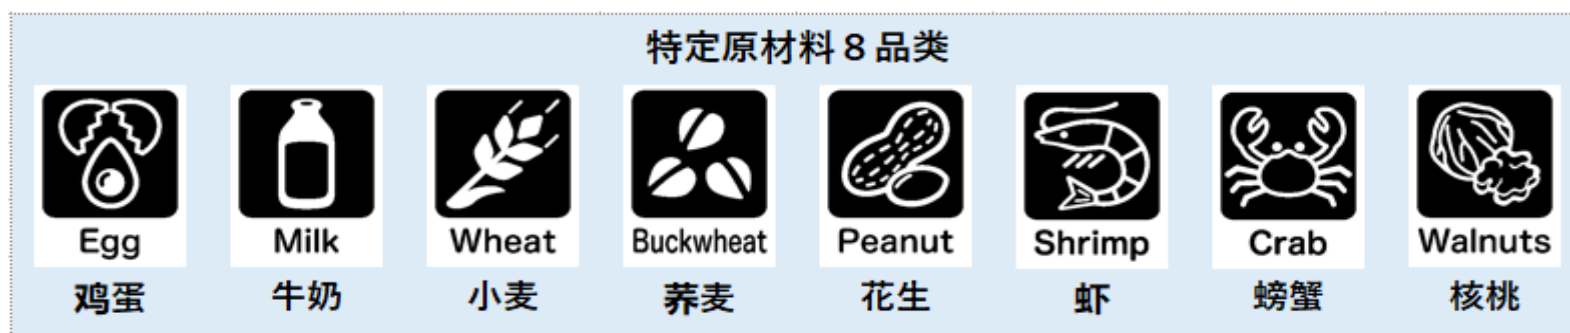 特定原材料８品类
Egg Milk Wheat Buckwheat Peanut Shrimp Crab Walnuts
鸡蛋 牛奶 小麦 荞麦 花生 虾 螃蟹 核桃